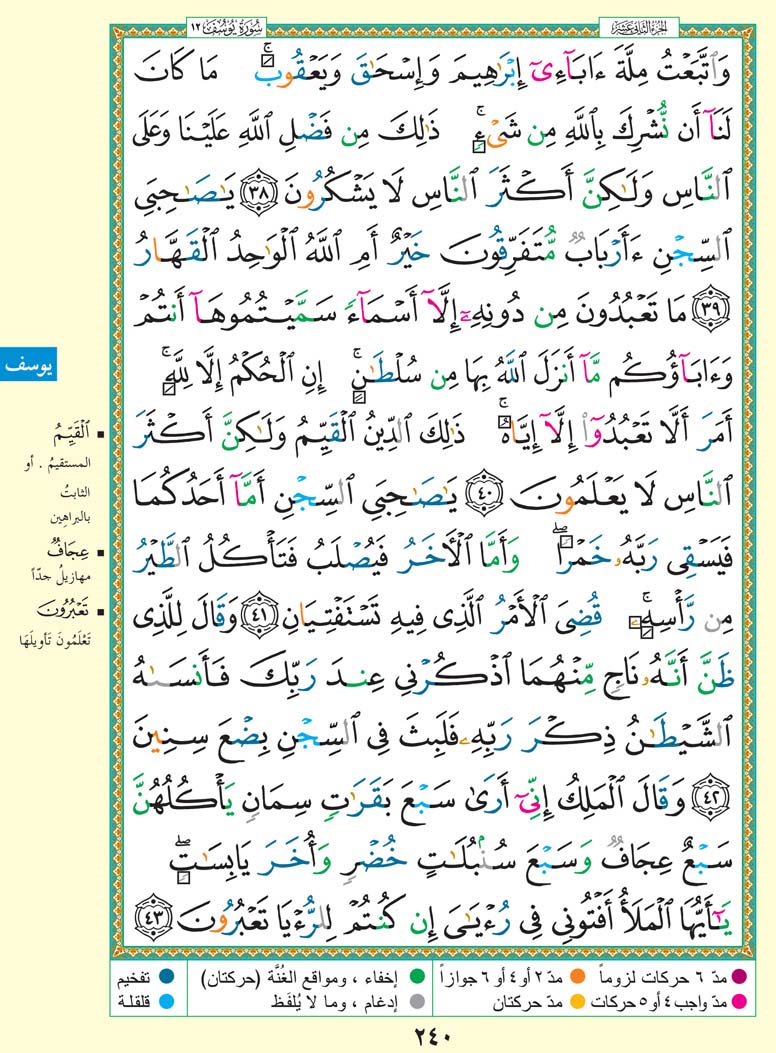 سُورَةُ يُوسُفَ ١٢
الجزء الثاني عشر
وَٱتَّبَعْتُ مِلَّةَ ءَابَآءِىٓ إِبْرَٰهِيمَ وَإِسْحَٰقَ وَيَعْقُوبَ ۚ مَا كَانَ
لَنَآ أَن نُّشْرِكَ بِٱللَّهِ مِن شَىْءٍ ۚ ذَٰلِكَ مِن فَضْلِ ٱللَّهِ عَلَيْنَا وَعَلَى
ٱلنَّاسِ وَلَٰكِنَّ أَكْثَرَ ٱلنَّاسِ لَا يَشْكُرُونَ ﴿٣٨﴾ يَٰصَٰحِبَىِ
ٱلسِّجْنِ ءَأَرْبَابٌ مُّتَفَرِّقُونَ خَيْرٌ أَمِ ٱللَّهُ ٱلْوَٰحِدُ ٱلْقَهَّارُ
﴿٣٩﴾ مَا تَعْبُدُونَ مِن دُونِهِۦٓ إِلَّآ أَسْمَآءً سَمَّيْتُمُوهَآ أَنتُمْ
وَءَابَآؤُكُم مَّآ أَنزَلَ ٱللَّهُ بِهَا مِن سُلْطَٰنٍ ۚ إِنِ ٱلْحُكْمُ إِلَّا لِلَّهِ ۚ
أَمَرَ أَلَّا تَعْبُدُوٓا۟ إِلَّآ إِيَّاهُ ۚ ذَٰلِكَ ٱلدِّينُ ٱلْقَيِّمُ وَلَٰكِنَّ أَكْثَرَ
ٱلنَّاسِ لَا يَعْلَمُونَ ﴿٤٠﴾ يَٰصَٰحِبَىِ ٱلسِّجْنِ أَمَّآ أَحَدُكُمَا
فَيَسْقِى رَبَّهُۥ خَمْرًا ۖ وَأَمَّا ٱلْءَاخَرُ فَيُصْلَبُ فَتَأْكُلُ ٱلطَّيْرُ
مِن رَّأْسِهِۦ ۚ قُضِىَ ٱلْأَمْرُ ٱلَّذِى فِيهِ تَسْتَفْتِيَانِ ﴿٤١﴾ وَقَالَ لِلَّذِى
ظَنَّ أَنَّهُۥ نَاجٍ مِّنْهُمَا ٱذْكُرْنِى عِندَ رَبِّكَ فَأَنسَىٰهُ
ٱلشَّيْطَٰنُ ذِكْرَ رَبِّهِۦ فَلَبِثَ فِى ٱلسِّجْنِ بِضْعَ سِنِينَ
﴿٤٢﴾ وَقَالَ ٱلْمَلِكُ إِنِّىٓ أَرَىٰ سَبْعَ بَقَرَٰتٍ سِمَانٍ يَأْكُلُهُنَّ
سَبْعٌ عِجَافٌ وَسَبْعَ سُنۢبُلَٰتٍ خُضْرٍ وَأُخَرَ يَابِسَٰتٍ ۖ
يَٰٓأَيُّهَا ٱلْمَلَأُ أَفْتُونِى فِى رُءْيَٰىَ إِن كُنتُمْ لِلرُّءْيَا تَعْبُرُونَ ﴿٤٣﴾
يوسف
▪ ٱلْقَيِّمُ
المستقيمُ . أو
الثابتُ
بالبراهين
▪ عِجَافٌ
مهازيلُ جدّاً
▪ تَعْبُرُونَ
تَعْلَمُونَ تَأويلَهَا
● مدّ ٦ حركات لزوماً ● مدّ ٢ أو ٤ أو ٦ جوازاً ● إخفاء ، ومواقع الغُنَّة (حركتان) ● تفخيم
● مدّ واجب ٤ أو ٥ حركات ● مدّ حركتان ● إدغام ، وما لا يُلفَظ ● قلقلة
٢٤٠